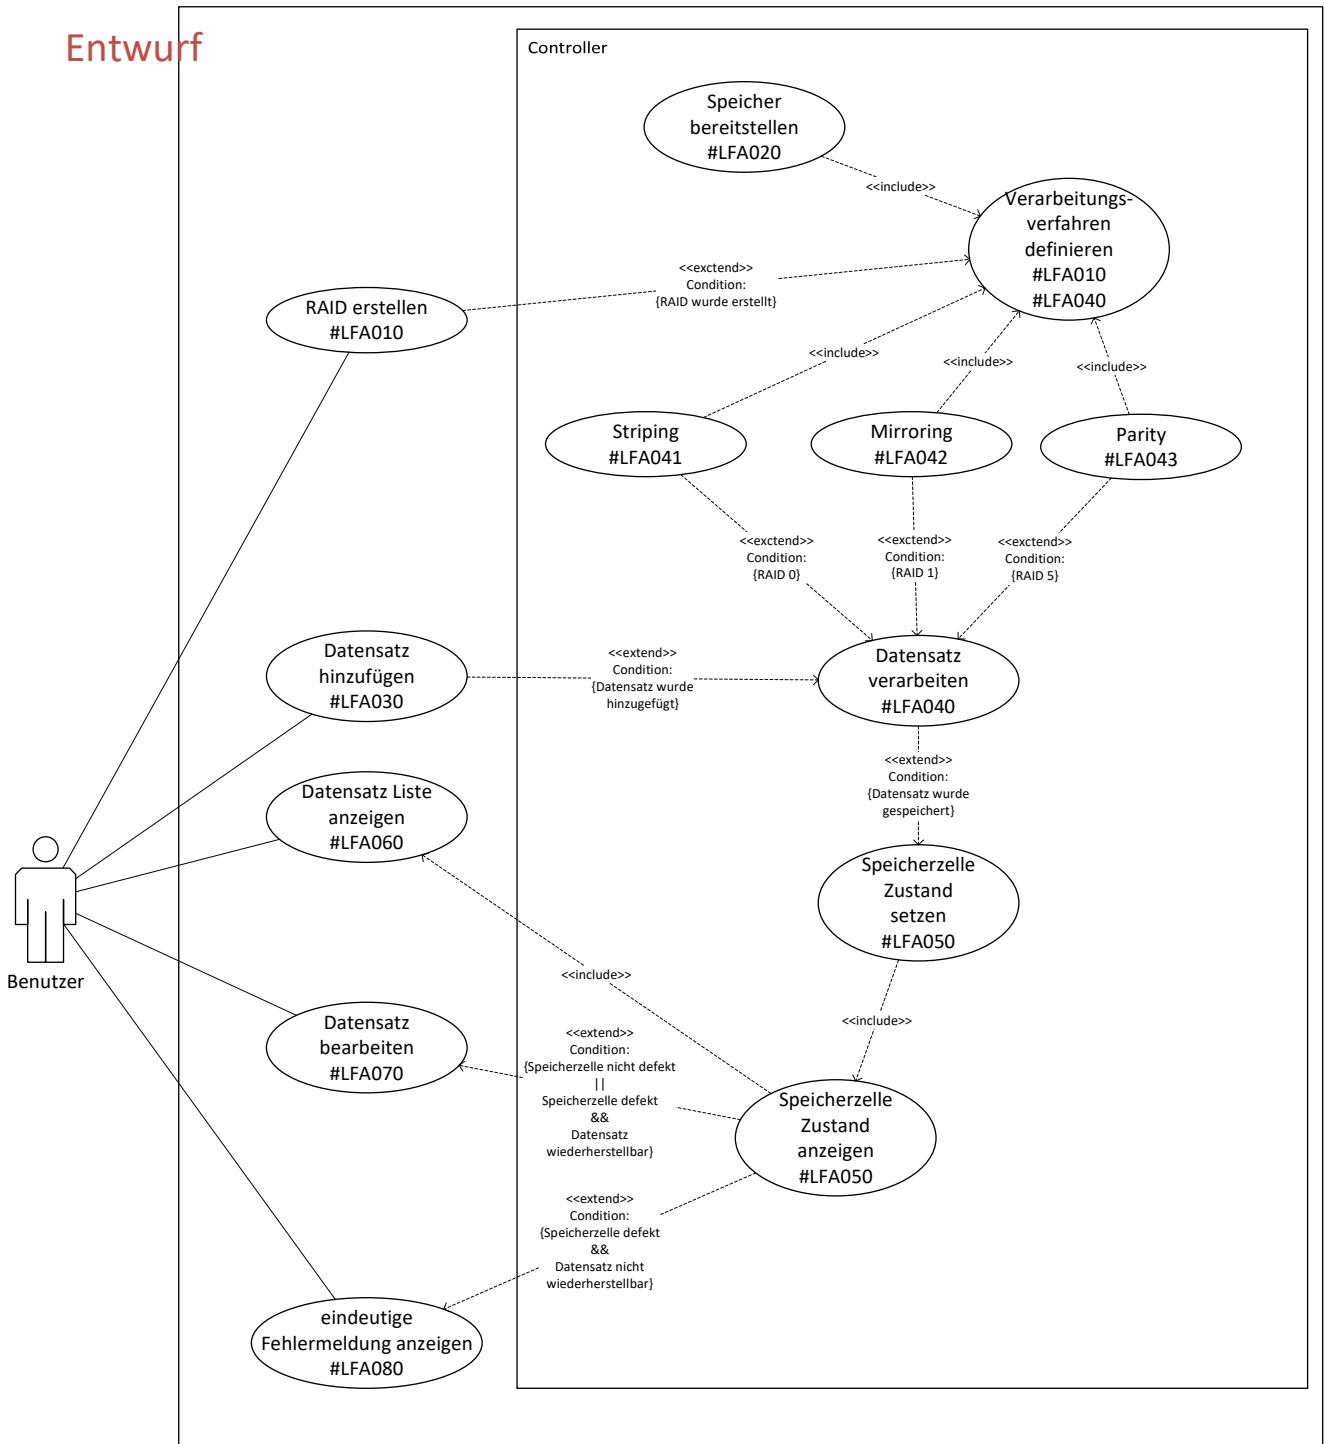 Entwurf
Controller
Speicher
bereitstellen
#LFA020
<<include>>
Verarbeitungs-
verfahren
definieren
#LFA010
#LFA040
<<exctend>>
Condition:
{RAID wurde erstellt}
RAID erstellen
#LFA010
<<include>>
<<include>>
<<include>>
Striping
#LFA041
Mirroring
#LFA042
Parity
#LFA043
<<exctend>>
Condition:
{RAID 0}
<<exctend>>
Condition:
{RAID 1}
<<exctend>>
Condition:
{RAID 5}
Datensatz
hinzufügen
#LFA030
<<extend>>
Condition:
{Datensatz wurde
hinzugefügt}
Datensatz
verarbeiten
#LFA040
<<extend>>
Condition:
{Datensatz wurde
gespeichert}
Datensatz Liste
anzeigen
#LFA060
Speicherzelle
Zustand
setzen
#LFA050
Benutzer
<<include>>
<<include>>
Datensatz
bearbeiten
#LFA070
<<extend>>
Condition:
{Speicherzelle nicht defekt
||
Speicherzelle defekt
&&
Datensatz
wiederherstellbar}
Speicherzelle
Zustand
anzeigen
#LFA050
<<extend>>
Condition:
{Speicherzelle defekt
&&
Datensatz nicht
wiederherstellbar}
eindeutige
Fehlermeldung anzeigen
#LFA080